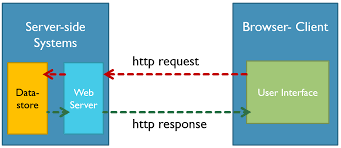 Server-side
Systems
Browser- Client
http request
Data-
store
Web
Server
User Interface
http response